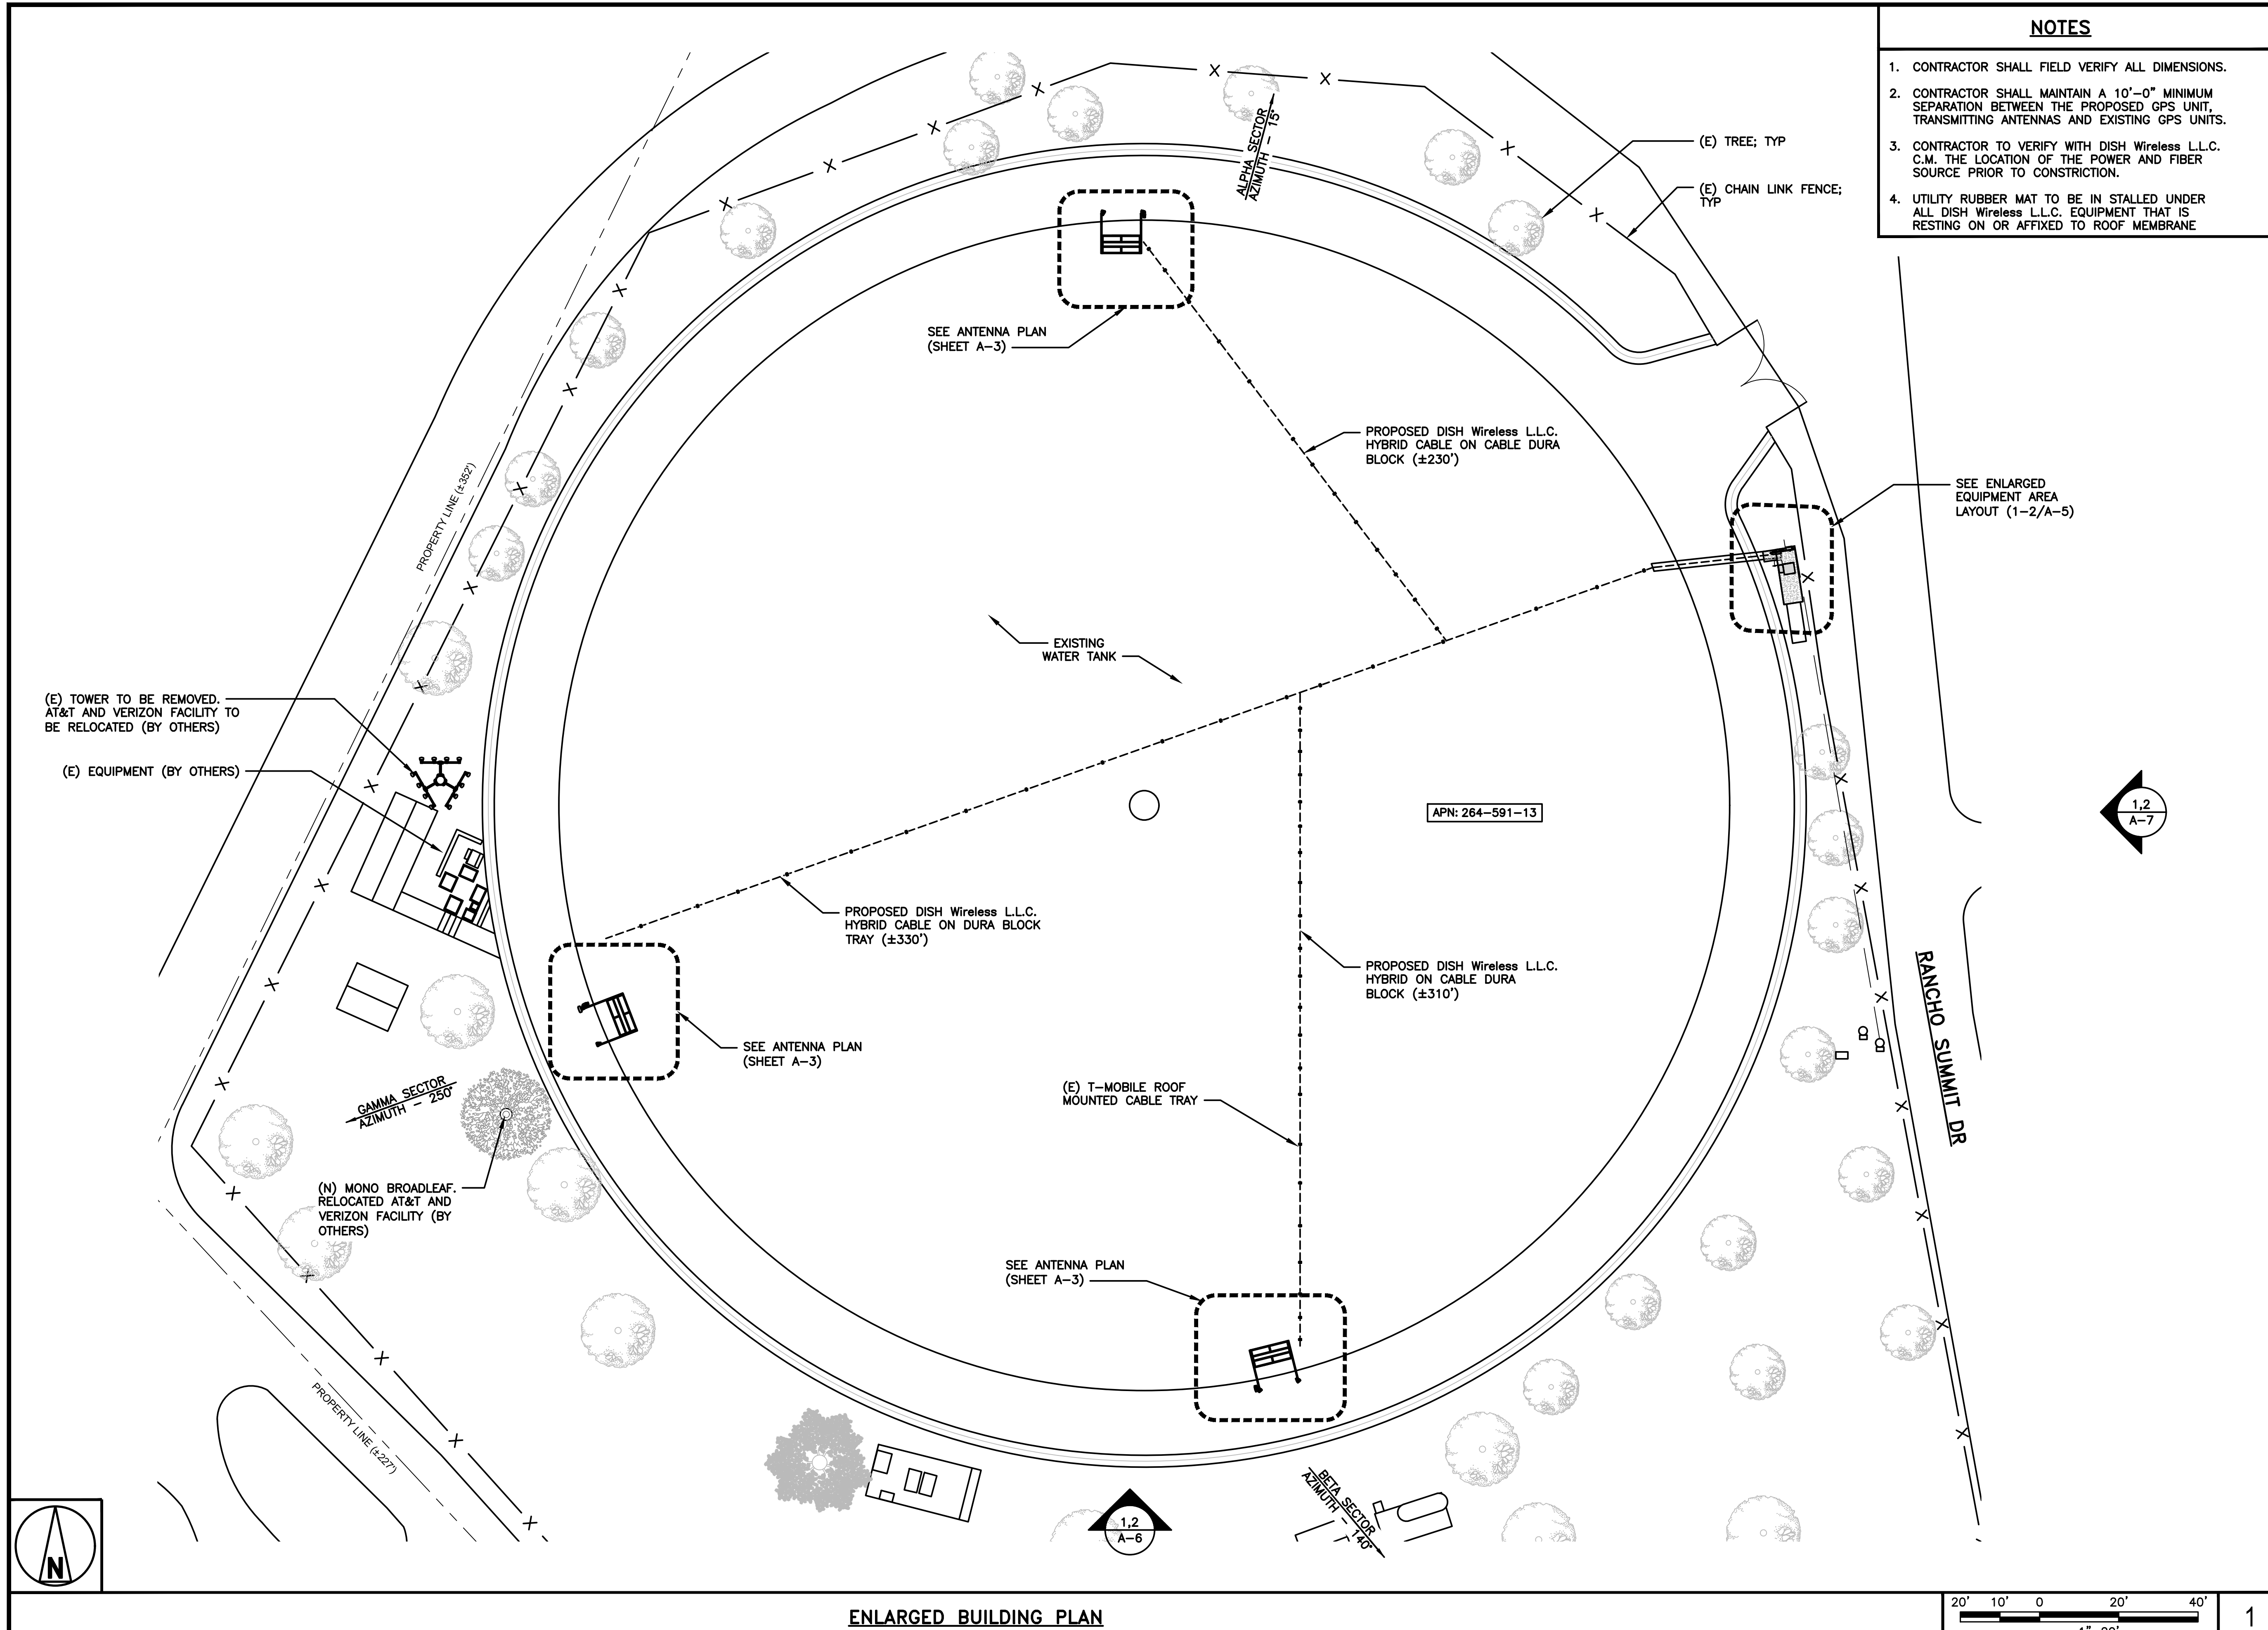 NOTES
1. CONTRACTOR SHALL FIELD VERIFY ALL DIMENSIONS.
2. CONTRACTOR SHALL MAINTAIN A 10'-0" MINIMUM
SEPARATION BETWEEN THE PROPOSED GPS UNIT,
TRANSMITTING ANTENNAS AND EXISTING GPS UNITS.
3. CONTRACTOR TO VERIFY WITH DISH Wireless L.L.C.
C.M. THE LOCATION OF THE POWER AND FIBER
SOURCE PRIOR TO CONSTRICTION.
4. UTILITY RUBBER MAT TO BE IN STALLED UNDER
ALL DISH Wireless L.L.C. EQUIPMENT THAT IS
RESTING ON OR AFFIXED TO ROOF MEMBRANE
ALPHA SECTOR
AZIMUTH - 15°
(E) TREE; TYP
(E) CHAIN LINK FENCE;
TYP
SEE ANTENNA PLAN
(SHEET A-3)
PROPOSED DISH Wireless L.L.C.
HYBRID CABLE ON CABLE DURA
BLOCK (±230')
SEE ENLARGED
EQUIPMENT AREA
LAYOUT (1-2/A-5)
PROPERTY LINE (±352')
EXISTING
WATER TANK
(E) TOWER TO BE REMOVED.
AT&T AND VERIZON FACILITY TO
BE RELOCATED (BY OTHERS)
(E) EQUIPMENT (BY OTHERS)
APN: 264-591-13
1,2
A-7
PROPOSED DISH Wireless L.L.C.
HYBRID CABLE ON DURA BLOCK
TRAY (±330')
PROPOSED DISH Wireless L.L.C.
HYBRID ON CABLE DURA
BLOCK (±310')
RANCHO SUMMIT DR
SEE ANTENNA PLAN
(SHEET A-3)
GAMMA SECTOR
AZIMUTH - 250°
(E) T-MOBILE ROOF
MOUNTED CABLE TRAY
(N) MONO BROADLEAF.
RELOCATED AT&T AND
VERIZON FACILITY (BY
OTHERS)
SEE ANTENNA PLAN
(SHEET A-3)
PROPERTY LINE (±227')
BETA SECTOR
AZIMUTH - 140°
1,2
A-6
N
ENLARGED BUILDING PLAN
20' 10' 0 20' 40'
1